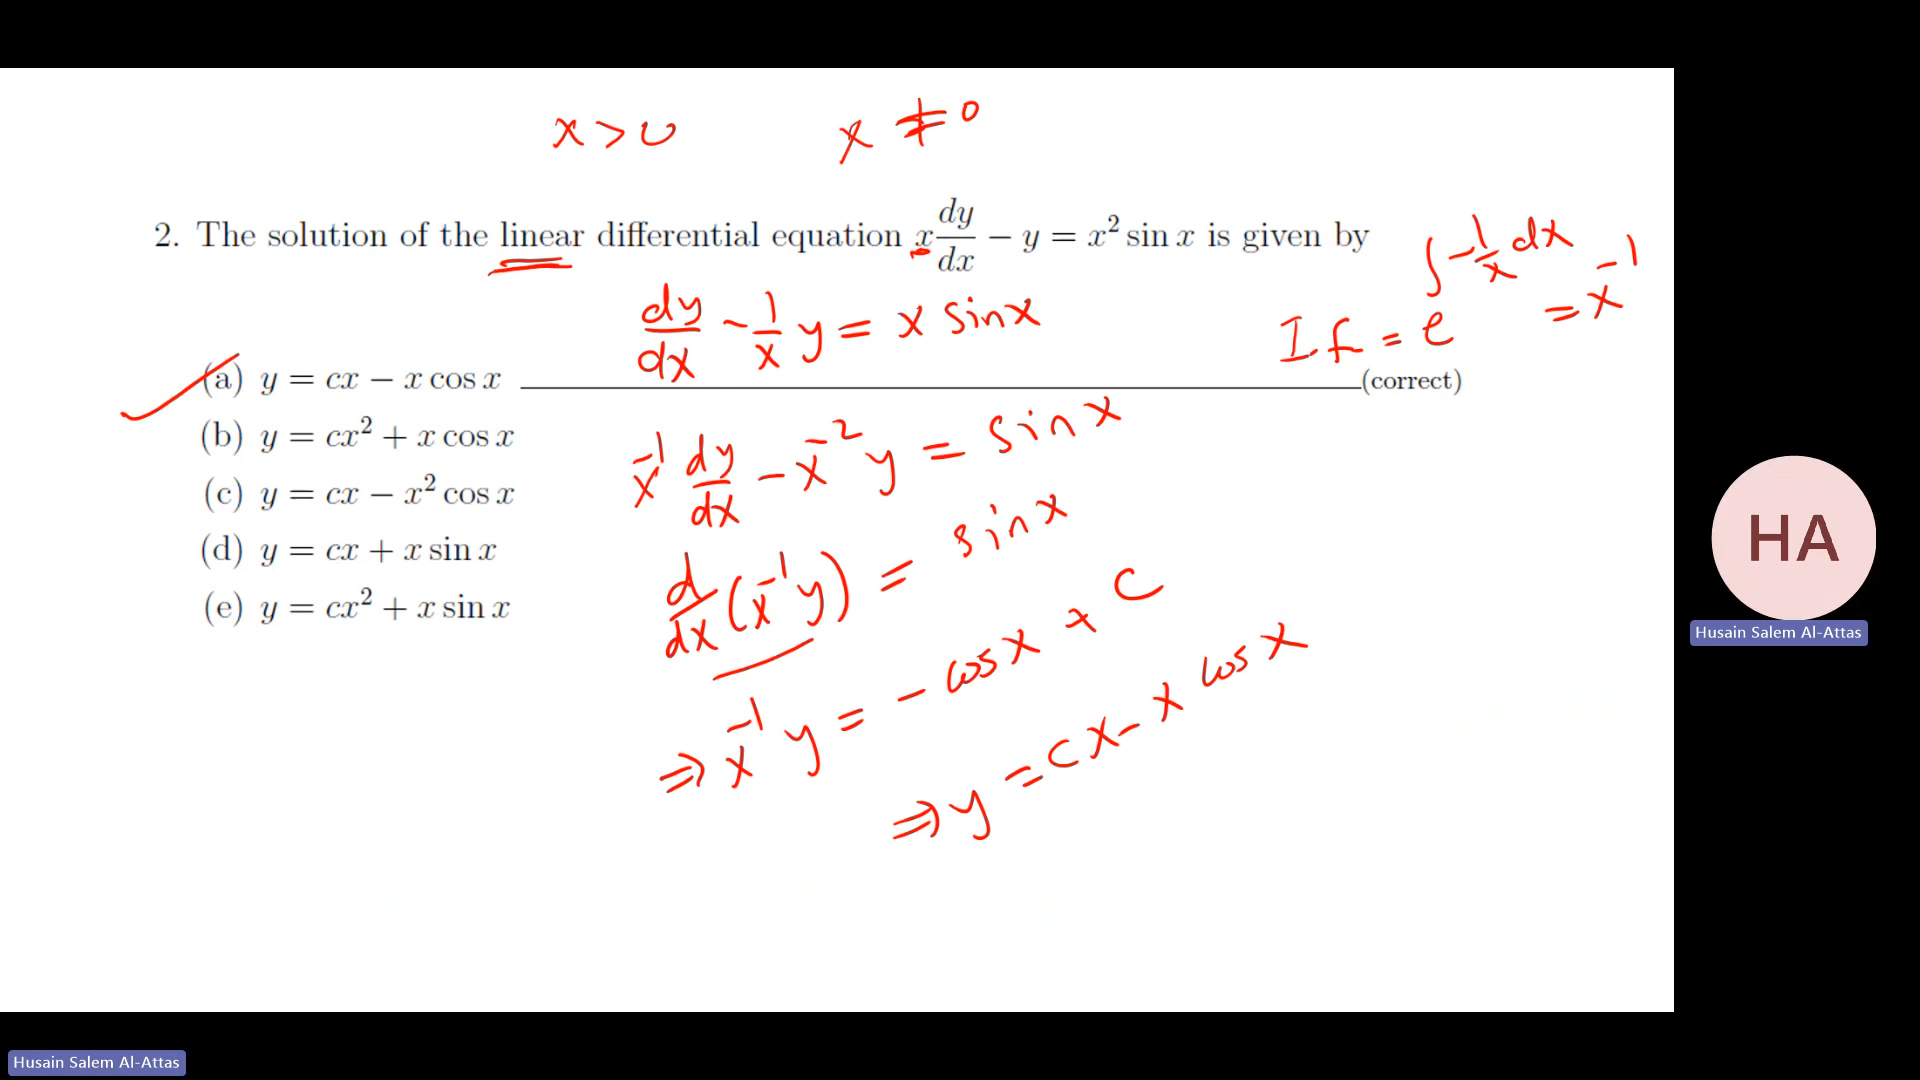 x > 0 x ≠ 0
2. The solution of the linear differential equation x dy/dx − y = x² sin x is given by
I.f = e^(∫ −1/x dx) = x⁻¹
dy/dx − 1/x y = x sin x
(a) y = cx − x cos x (correct)
(b) y = cx² + x cos x
(c) y = cx − x² cos x
(d) y = cx + x sin x
(e) y = cx² + x sin x
x⁻¹ dy/dx − x⁻² y = sin x
d/dx (x⁻¹ y) = sin x
⇒ x⁻¹ y = − cos x + C
⇒ y = cx − x cos x
HA
Husain Salem Al-Attas
Husain Salem Al-Attas